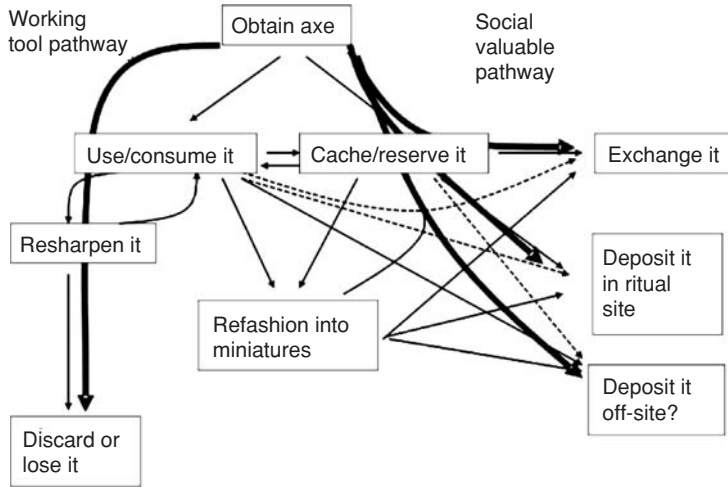 Working
tool pathway
Obtain axe
Social
valuable
pathway
Use/consume it
Cache/reserve it
Exchange it
Resharpen it
Deposit it
in ritual
site
Refashion into
miniatures
Deposit it
off-site?
Discard or
lose it